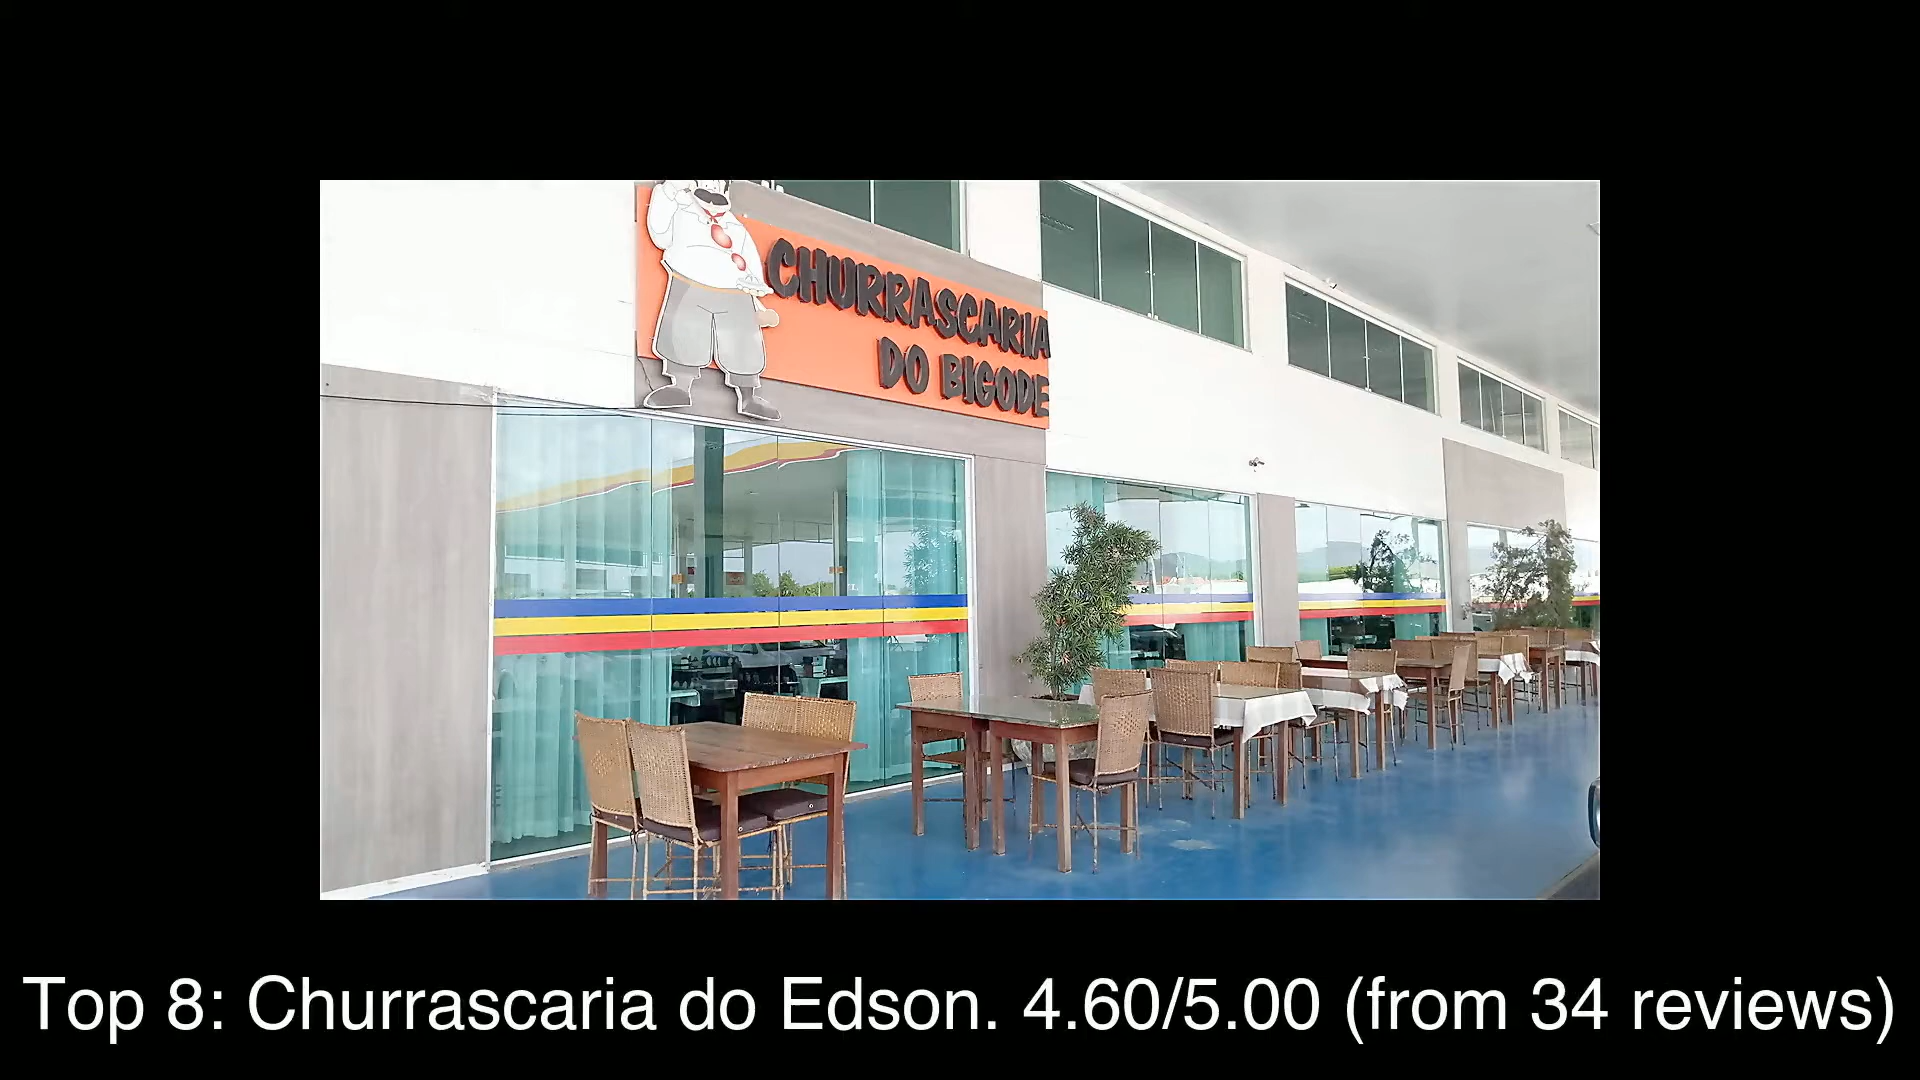 CHURRASCARIA
DO BIGODE
Top 8: Churrascaria do Edson. 4.60/5.00 (from 34 reviews)